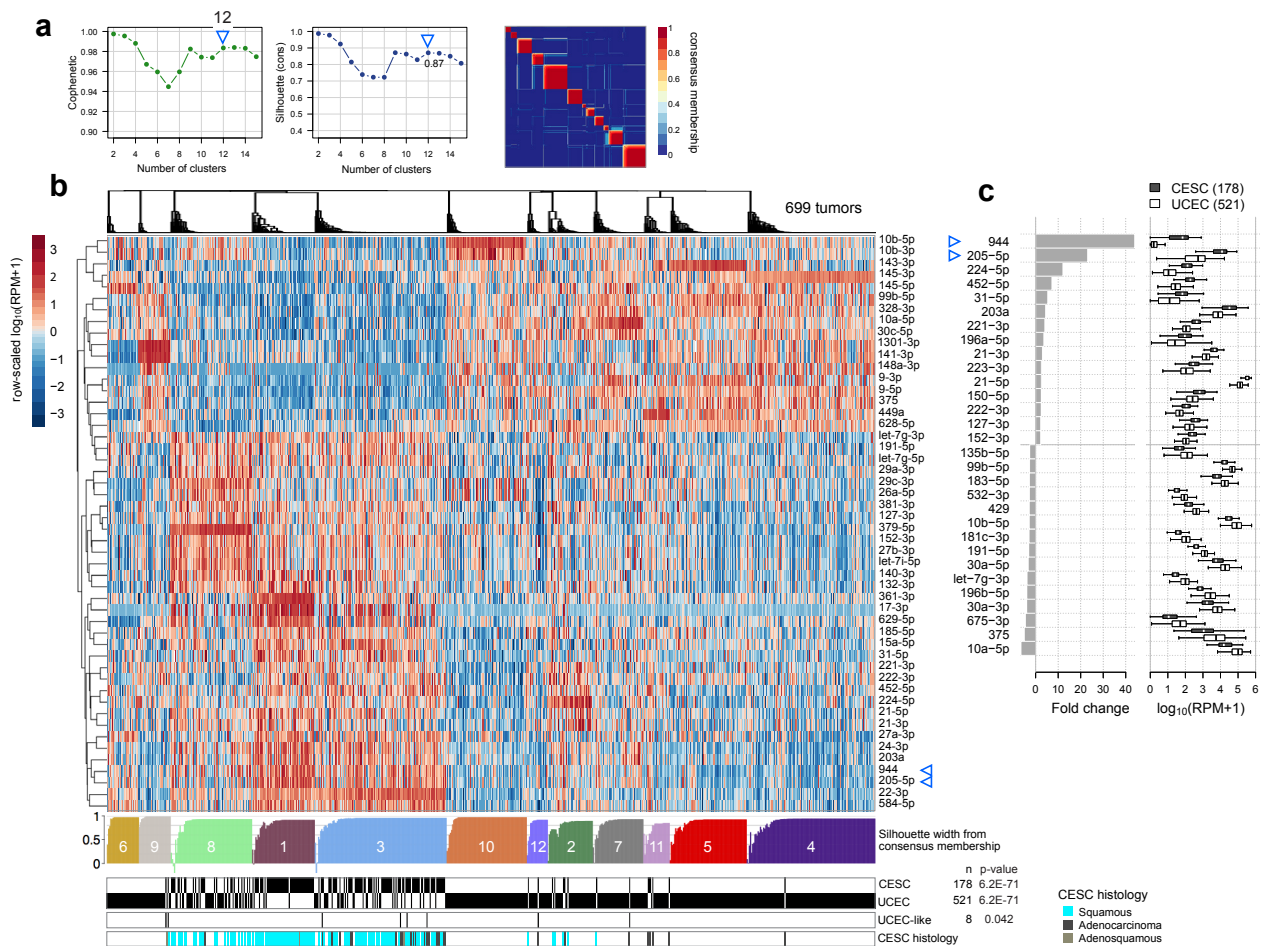 a
12
1.00
0.98
0.96
0.94
0.92
0.90
Cophenetic
2 4 6 8 10 12 14
Number of clusters
1.0
0.9
0.8
0.7
0.6
0.5
0.4
Silhouette (cons)
0.87
2 4 6 8 10 12 14
Number of clusters
1
0.8
0.6
0.4
0.2
0
consensus membership
b
699 tumors
row-scaled log10(RPM+1)
3
2
1
0
−1
−2
−3
10b-5p
10b-3p
143-3p
145-3p
145-5p
99b-5p
328-3p
10a-5p
30c-5p
1301-3p
141-3p
148a-3p
9-3p
9-5p
375
449a
628-5p
let-7g-3p
191-5p
let-7g-5p
29a-3p
29c-3p
26a-5p
381-3p
127-3p
379-5p
152-3p
27b-3p
let-7i-5p
140-3p
132-3p
361-3p
17-3p
629-5p
185-5p
15a-5p
31-5p
221-3p
222-3p
452-5p
224-5p
21-5p
21-3p
27a-3p
24-3p
203a
944
205-5p
22-3p
584-5p
1
0.5
0
6 9 8 1 3 10 12 2 7 11 5 4
Silhouette width from
consensus membership
n p-value
CESC 178 6.2E-71
UCEC 521 6.2E-71
UCEC-like 8 0.042
CESC histology
CESC histology
Squamous
Adenocarcinoma
Adenosquamous
c
CESC (178)
UCEC (521)
944
205−5p
224−5p
452−5p
31−5p
203a
221−3p
196a−5p
21−3p
223−3p
21−5p
150−5p
222−3p
127−3p
152−3p
135b−5p
99b−5p
183−5p
532−3p
429
10b−5p
181c−3p
191−5p
30a−5p
let−7g−3p
196b−5p
30a−3p
675−3p
375
10a−5p
0 10 20 30 40
Fold change
0 1 2 3 4 5 6
log10(RPM+1)